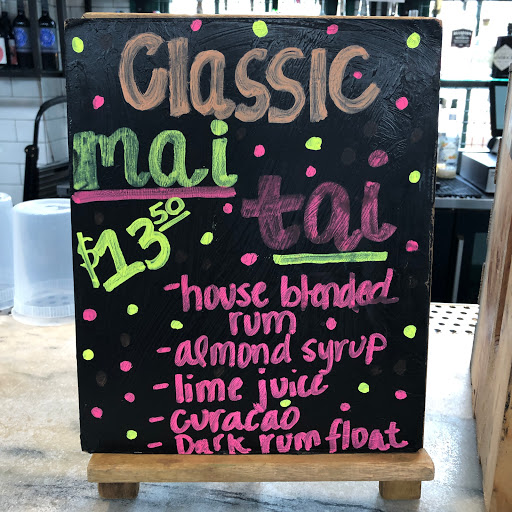 Classic
mai
tai
$13.50
-house blended
rum
-almond syrup
-lime juice
-curacao
-Dark rum float